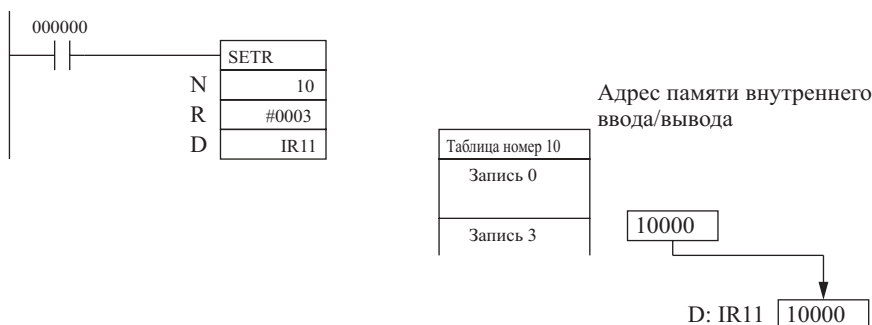 000000
SETR
N 10
R #0003
D IR11
Адрес памяти внутреннего
ввода/вывода
Таблица номер 10
Запись 0
Запись 3
10000
D: IR11 10000